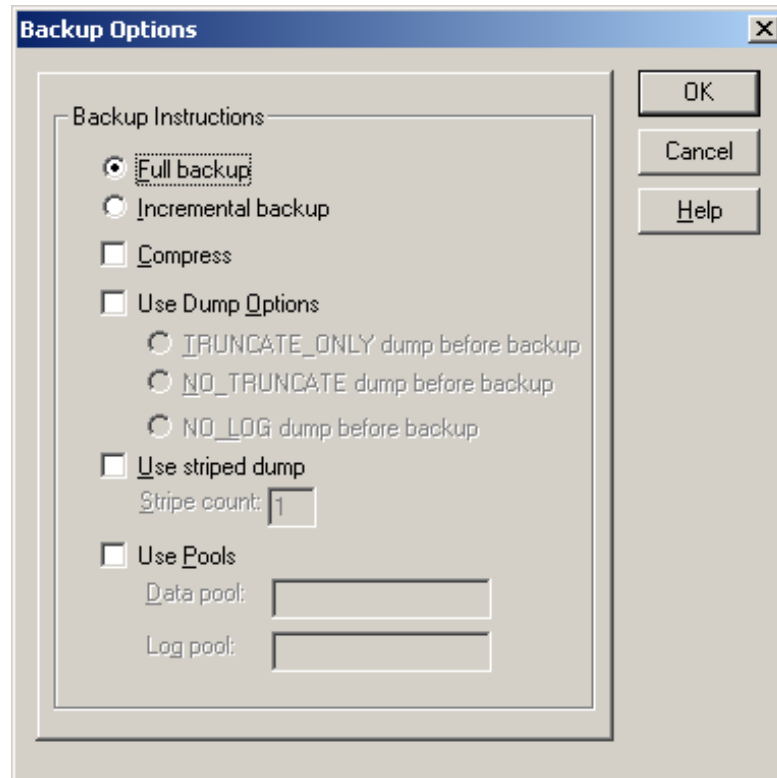 Backup Options
OK
Cancel
Help
Backup Instructions
Full backup
Incremental backup
Compress
Use Dump Options
TRUNCATE_ONLY dump before backup
NO_TRUNCATE dump before backup
NO_LOG dump before backup
Use striped dump
Stripe count: 1
Use Pools
Data pool:
Log pool: